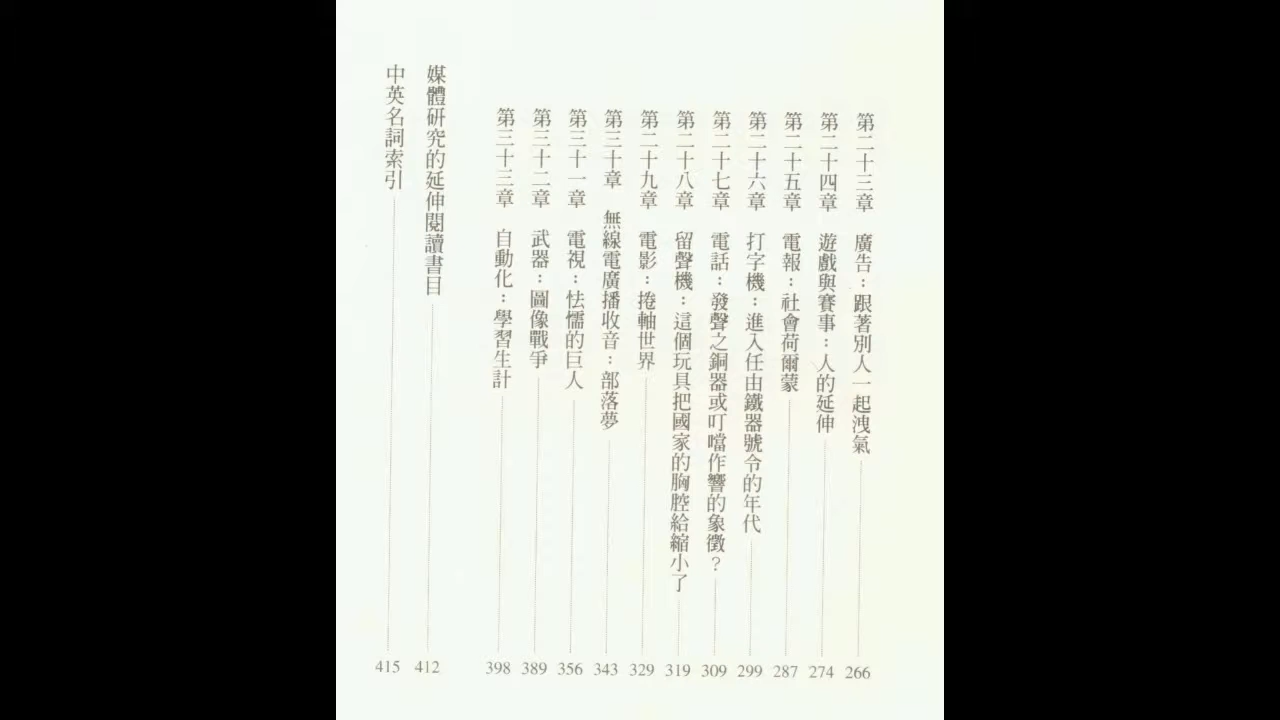 第二十三章 廣告：跟著別人一起洩氣 266
第二十四章 遊戲與賽事：人的延伸 274
第二十五章 電報：社會荷爾蒙 287
第二十六章 打字機：進入任由鐵器號令的年代 299
第二十七章 電話：發聲之銅器或叮噹作響的象徵？ 309
第二十八章 留聲機：這個玩具把國家的胸腔給縮小了 319
第二十九章 電影：捲軸世界 329
第三十章 無線電廣播收音：部落夢 343
第三十一章 電視：怯懦的巨人 356
第三十二章 武器：圖像戰爭 389
第三十三章 自動化：學習生計 398
媒體研究的延伸閱讀書目 412
中英名詞索引 415